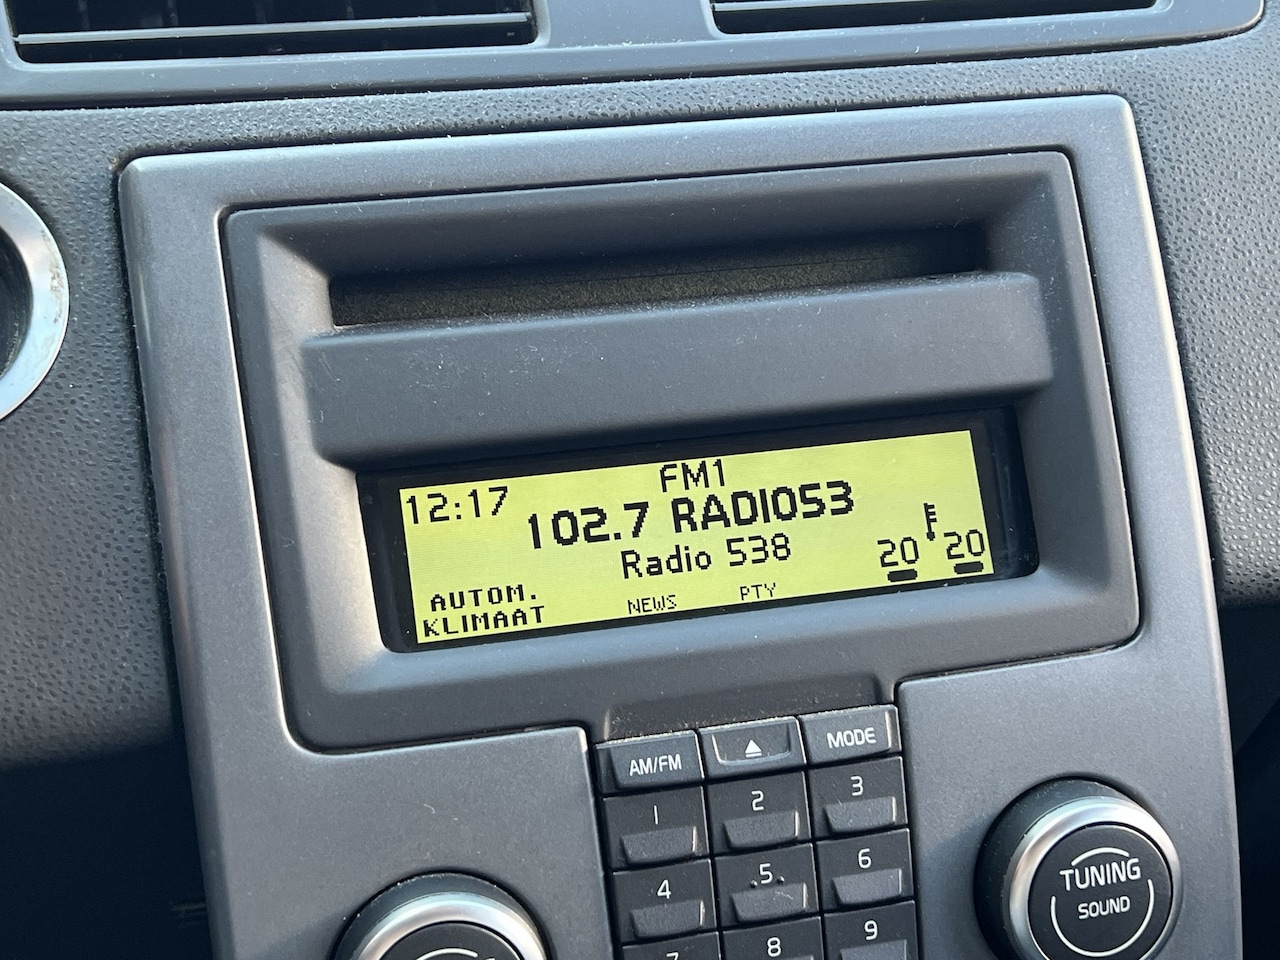 FM1
12:17
102.7 RADIO53
Radio 538
20 20
AUTOM.
KLIMAAT
NEWS PTY
AM/FM
MODE
1 2 3
4 5 6
7 8 9
TUNING
SOUND